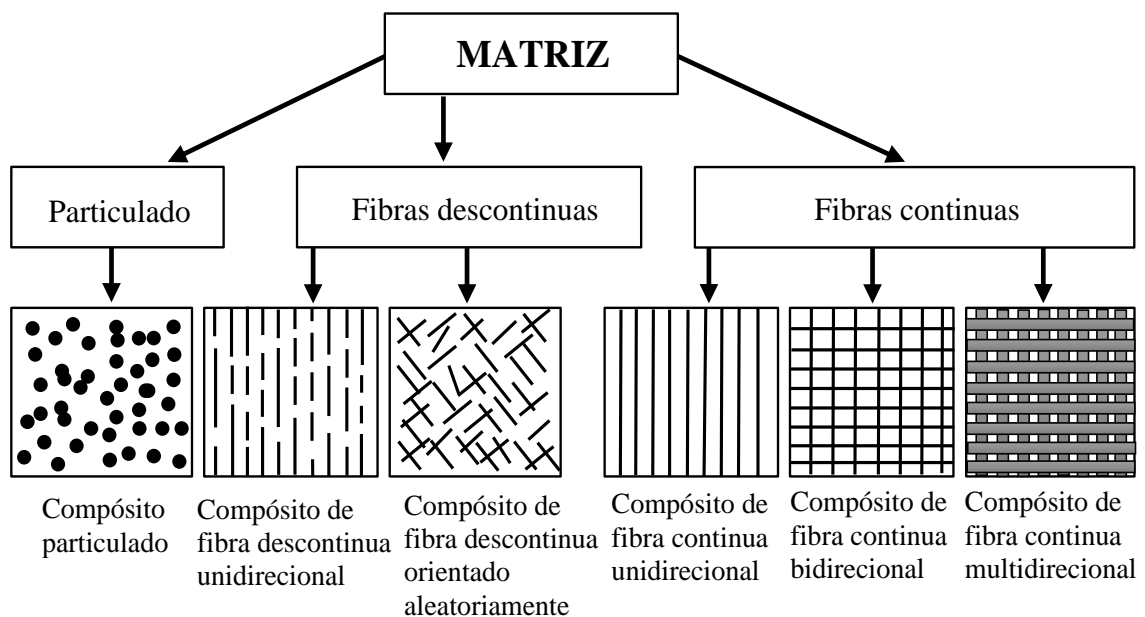 MATRIZ
Particulado
Fibras descontinuas
Fibras continuas
Compósito
particulado
Compósito de
fibra descontinua
unidirecional
Compósito de
fibra descontinua
orientado
aleatoriamente
Compósito de
fibra continua
unidirecional
Compósito de
fibra continua
bidirecional
Compósito de
fibra continua
multidirecional